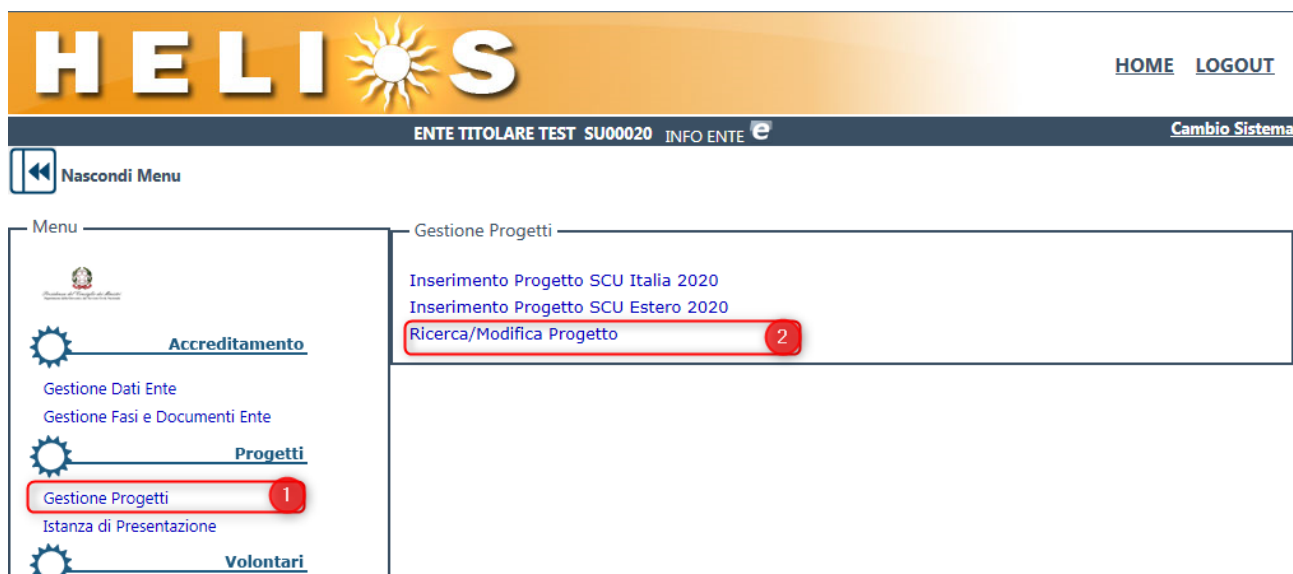 HELIOS
HOME LOGOUT
ENTE TITOLARE TEST SU00020 INFO ENTE
Cambio Sistema
Nascondi Menu
Menu
Accreditamento
Gestione Dati Ente
Gestione Fasi e Documenti Ente
Progetti
Gestione Progetti 1
Istanza di Presentazione
Volontari
Gestione Progetti
Inserimento Progetto SCU Italia 2020
Inserimento Progetto SCU Estero 2020
Ricerca/Modifica Progetto 2